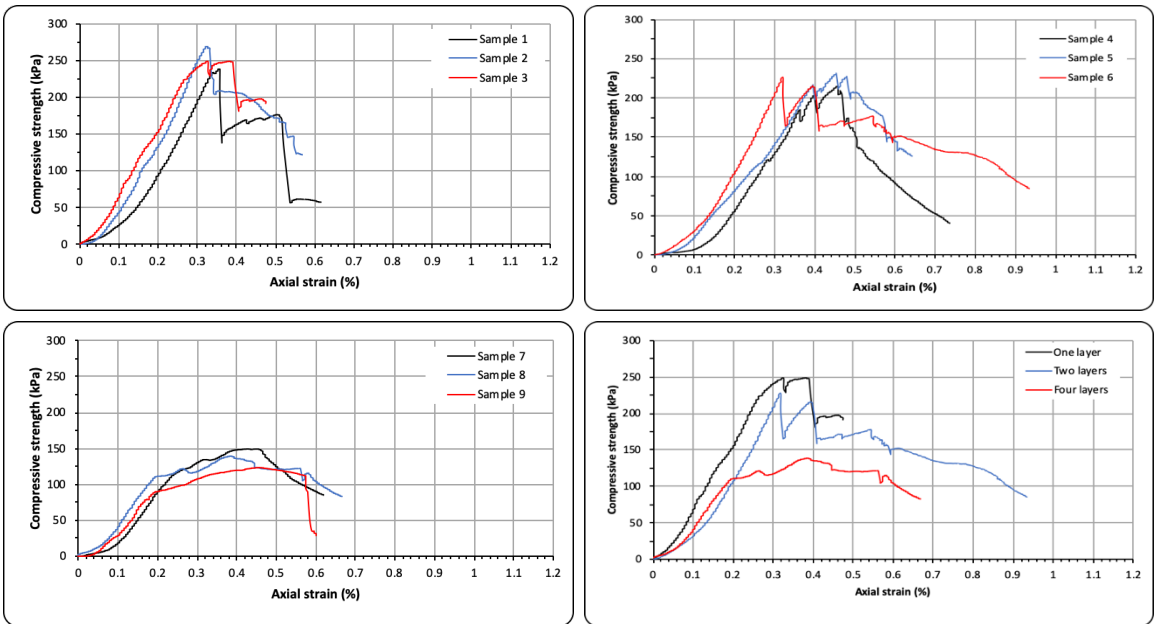 Compressive strength (kPa)
300
250
200
150
100
50
0
Sample 1
Sample 2
Sample 3
0 0.1 0.2 0.3 0.4 0.5 0.6 0.7 0.8 0.9 1 1.1 1.2
Axial strain (%)
Compressive strength (kPa)
300
250
200
150
100
50
0
Sample 4
Sample 5
Sample 6
0 0.1 0.2 0.3 0.4 0.5 0.6 0.7 0.8 0.9 1 1.1 1.2
Axial strain (%)
Compressive strength (kPa)
300
250
200
150
100
50
0
Sample 7
Sample 8
Sample 9
0 0.1 0.2 0.3 0.4 0.5 0.6 0.7 0.8 0.9 1 1.1 1.2
Axial strain (%)
Compressive strength (kPa)
300
250
200
150
100
50
0
One layer
Two layers
Four layers
0 0.1 0.2 0.3 0.4 0.5 0.6 0.7 0.8 0.9 1 1.1 1.2
Axial strain (%)